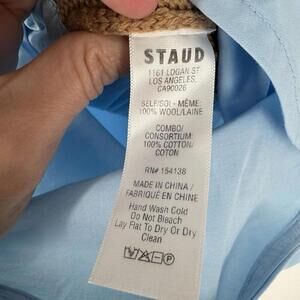 STAUD
1161 LOGAN ST
LOS ANGELES,
CA90026
SELF/SOI - MÊME:
100% WOOL/LAINE
COMBO/
CONSORTIUM:
100% COTTON/
COTON
RN# 154138
MADE IN CHINA /
FABRIQUÉ EN CHINE
Hand Wash Cold
Do Not Bleach
Lay Flat To Dry Or Dry
Clean